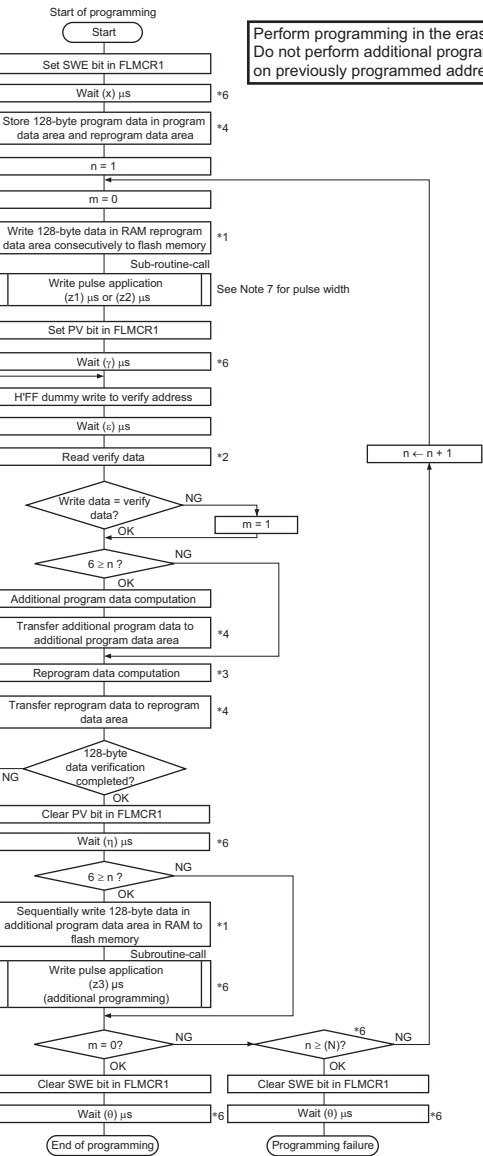 Start of programming
Start
Perform programming in the
Do not perform additional
on previously programmed
Set SWE bit in FLMCR1
Wait (x) μs
*6
Store 128-byte program data in program
data area and reprogram data area
*4
n = 1
m = 0
Write 128-byte data in RAM reprogram
data area consecutively to flash memory
*1
Sub-routine-call
Write pulse application
(z1) μs or (z2) μs
See Note 7 for pulse width
Set PV bit in FLMCR1
Wait (γ) μs
*6
H'FF dummy write to verify address
Wait (ε) μs
Read verify data
*2
n ← n + 1
Write data = verify
data?
NG
m = 1
OK
6 ≥ n ?
NG
OK
Additional program data computation
Transfer additional program data to
additional program data area
*4
Reprogram data computation
*3
Transfer reprogram data to reprogram
data area
*4
128-byte
data verification
completed?
NG
OK
Clear PV bit in FLMCR1
Wait (η) μs
*6
6 ≥ n ?
NG
OK
Sequentially write 128-byte data in
additional program data area in RAM to
flash memory
*1
Subroutine-call
Write pulse application
(z3) μs
(additional programming)
*6
m = 0?
NG
n ≥ (N)?
*6
NG
OK
OK
Clear SWE bit in FLMCR1
Clear SWE bit in FLMCR1
Wait (θ) μs
*6
Wait (θ) μs
*6
End of programming
Programming failure